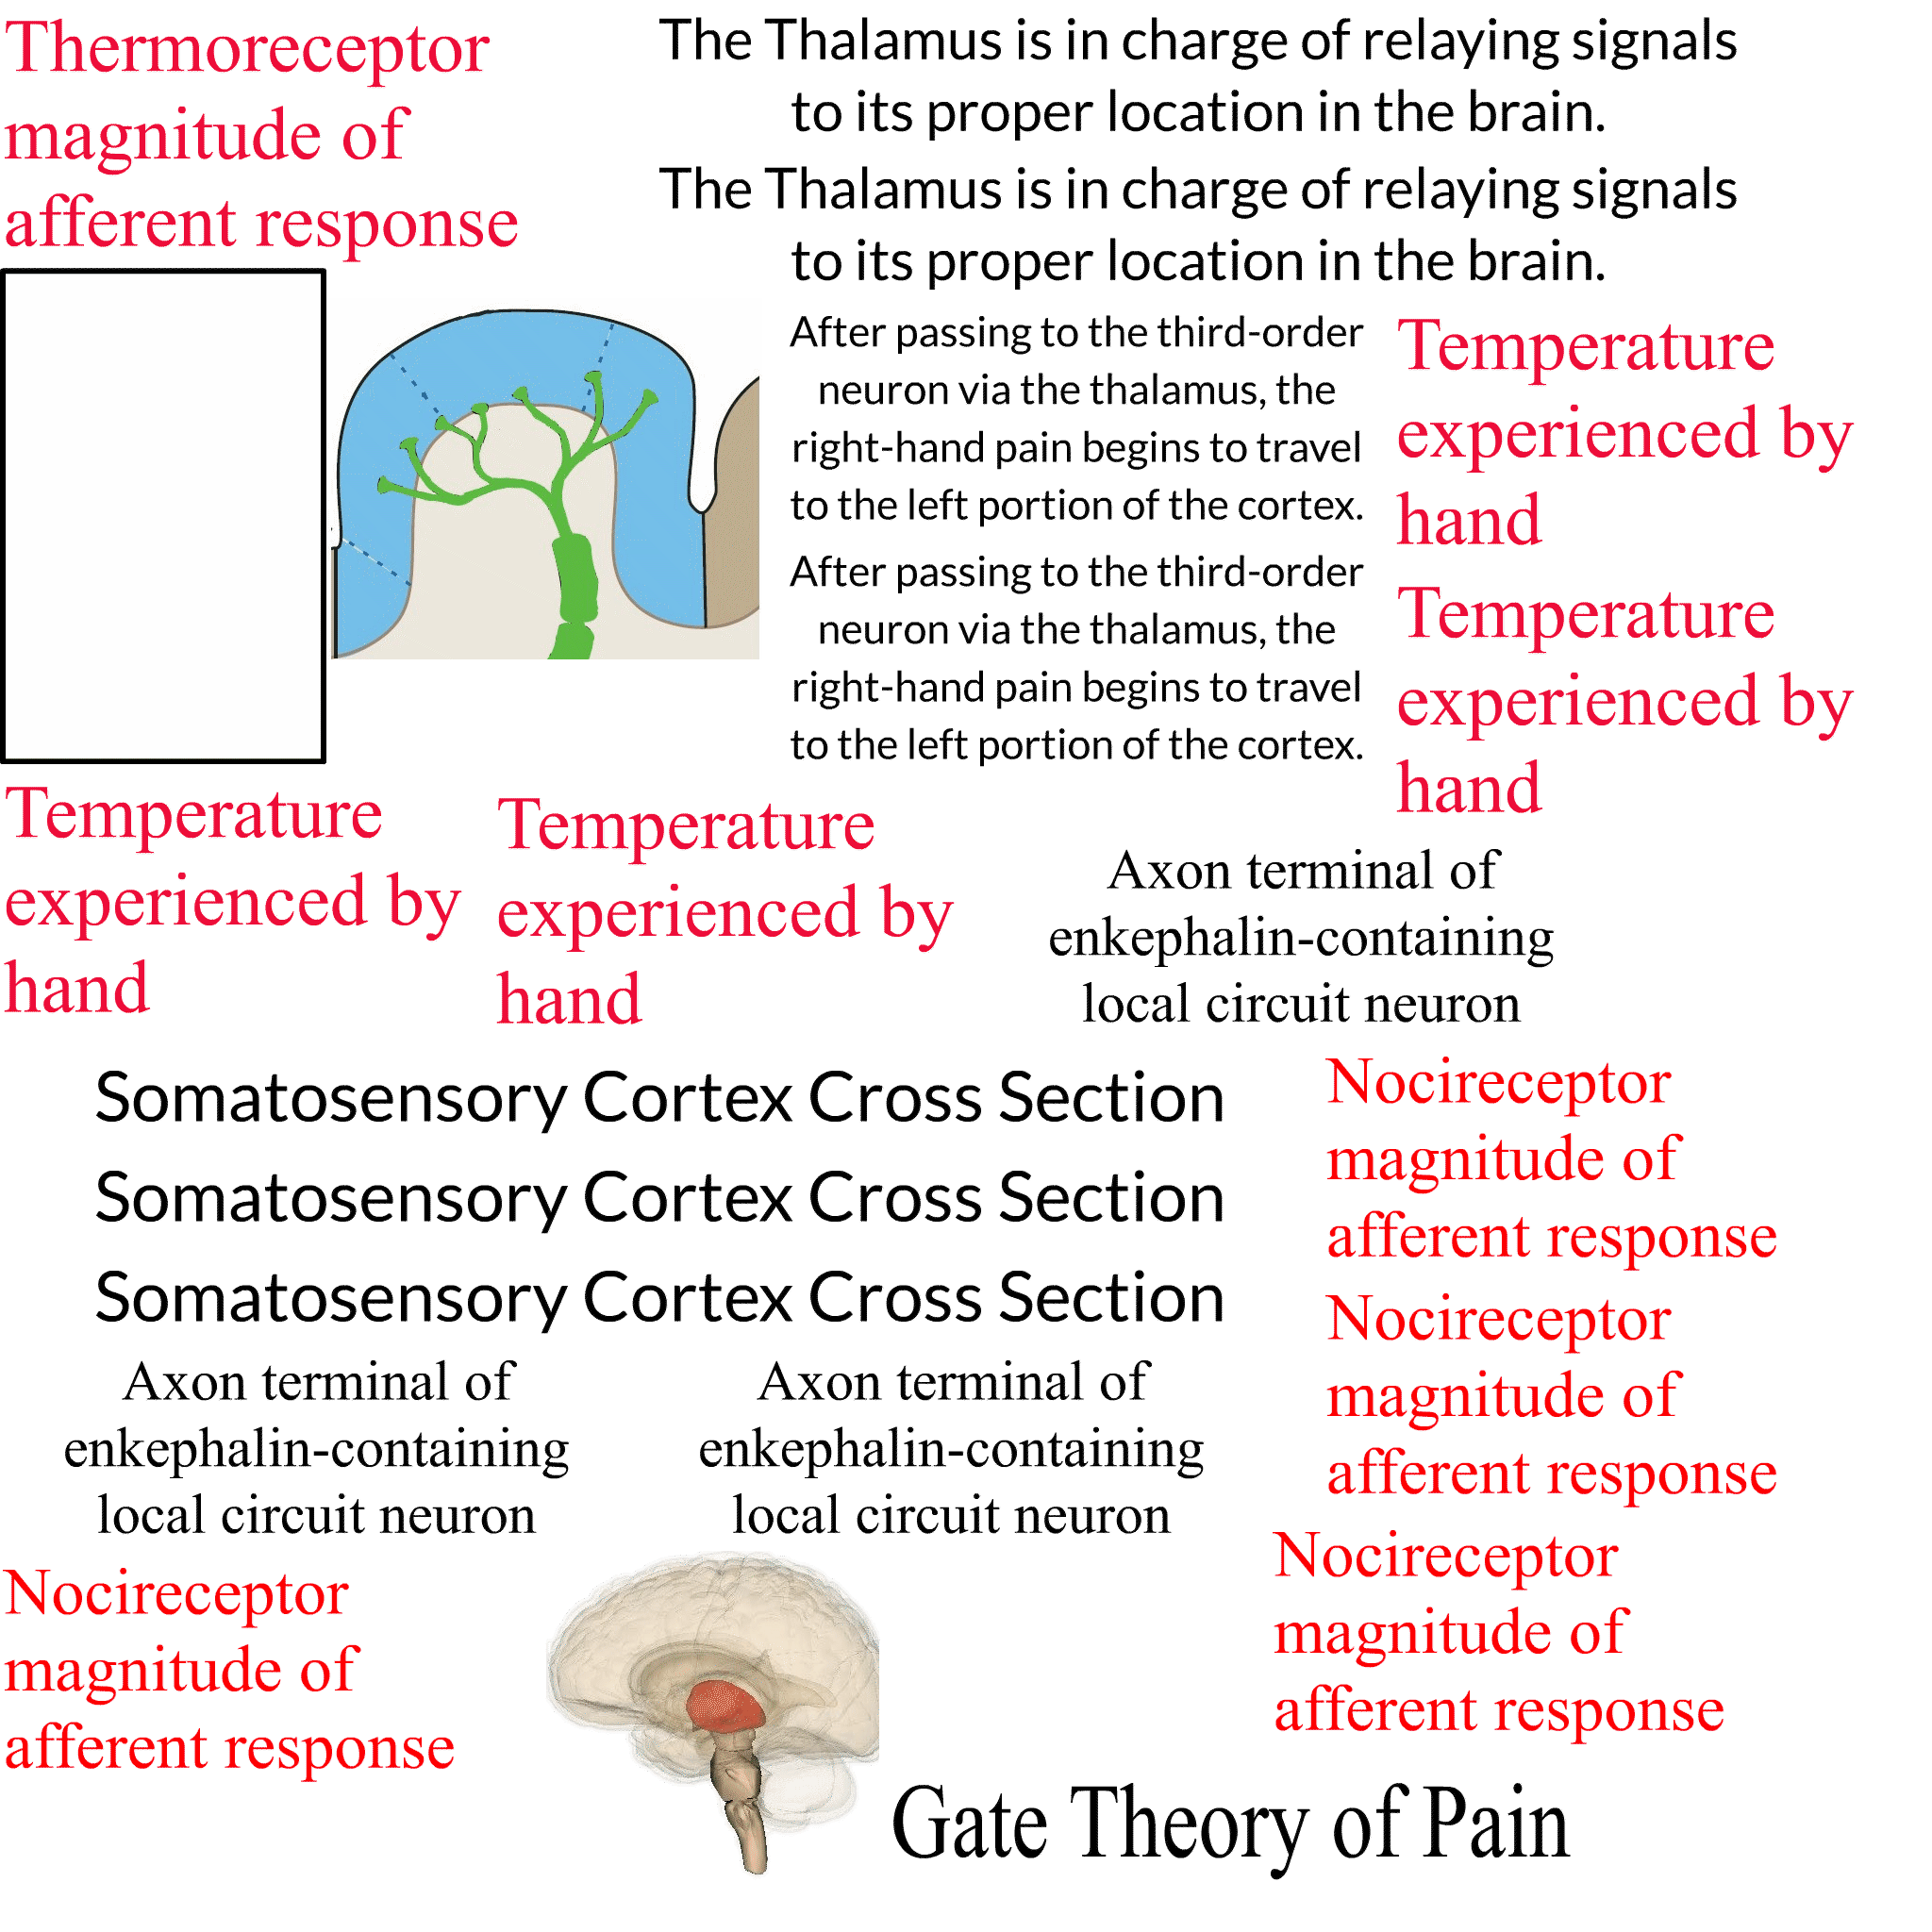 Thermoreceptor
magnitude of
afferent response
The Thalamus is in charge of relaying signals
to its proper location in the brain.
The Thalamus is in charge of relaying signals
to its proper location in the brain.
After passing to the third-order
neuron via the thalamus, the
right-hand pain begins to travel
to the left portion of the cortex.
After passing to the third-order
neuron via the thalamus, the
right-hand pain begins to travel
to the left portion of the cortex.
Temperature
experienced by
hand
Temperature
experienced by
hand
Temperature
experienced by
hand
Temperature
experienced by
hand
Axon terminal of
enkephalin-containing
local circuit neuron
Somatosensory Cortex Cross Section
Somatosensory Cortex Cross Section
Somatosensory Cortex Cross Section
Nocireceptor
magnitude of
afferent response
Nocireceptor
magnitude of
afferent response
Axon terminal of
enkephalin-containing
local circuit neuron
Axon terminal of
enkephalin-containing
local circuit neuron
Nocireceptor
magnitude of
afferent response
Nocireceptor
magnitude of
afferent response
Gate Theory of Pain